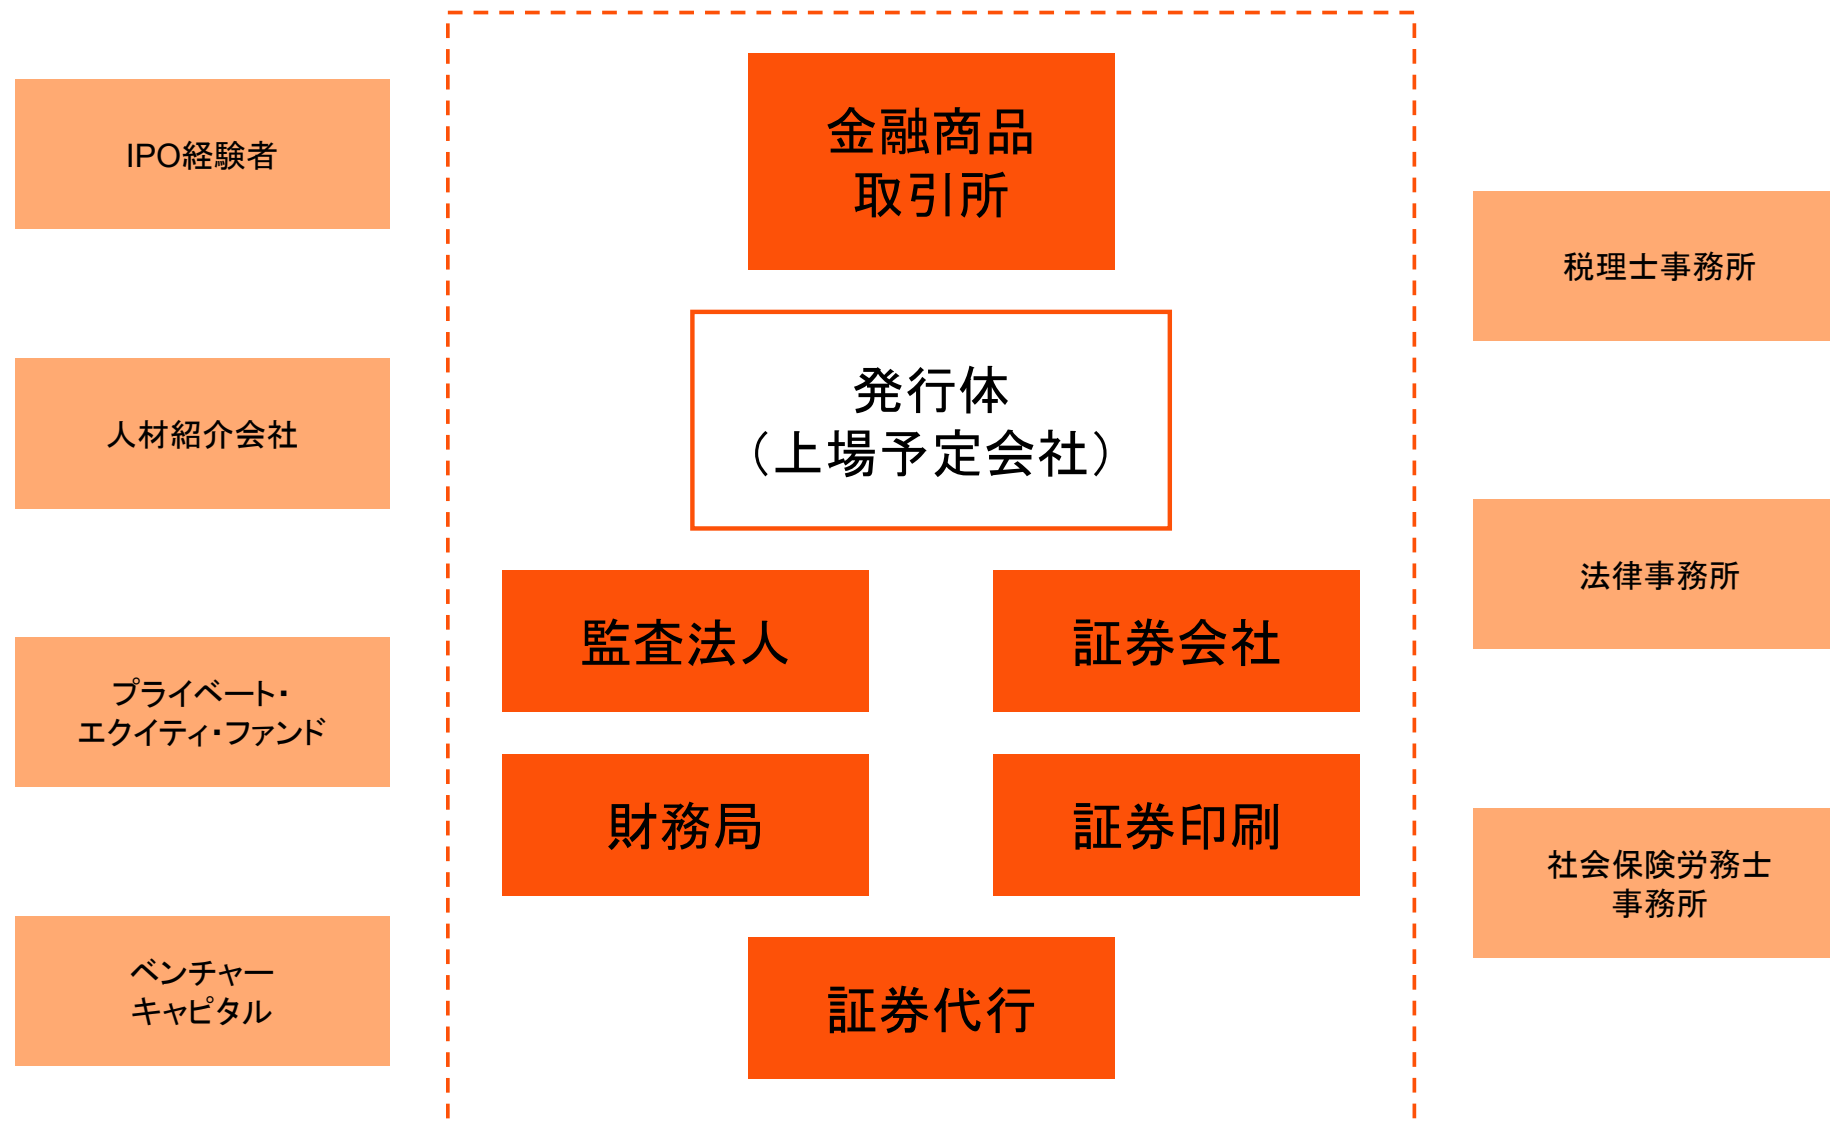 IPO経験者
人材紹介会社
プライベート・
エクイティ・ファンド
ベンチャー
キャピタル
金融商品
取引所
発行体
（上場予定会社）
監査法人
証券会社
財務局
証券印刷
証券代行
税理士事務所
法律事務所
社会保険労務士
事務所